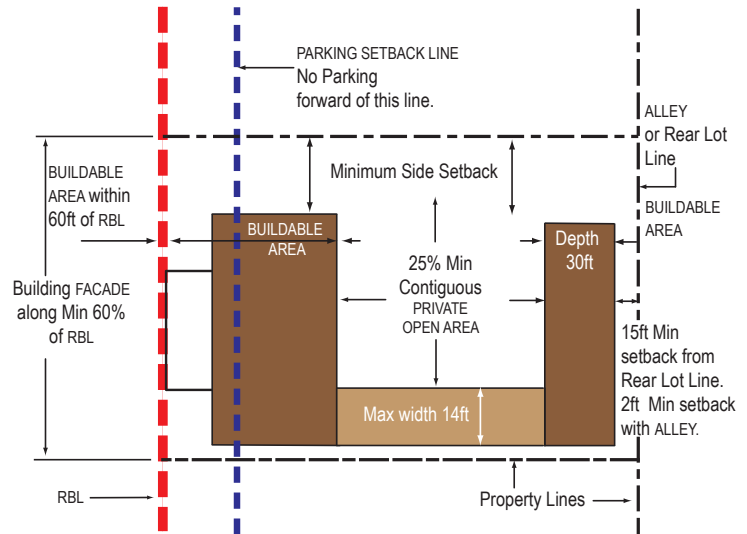 PARKING SETBACK LINE
No Parking
forward of this line.
ALLEY
or Rear Lot
Line
BUILDABLE
AREA within
60ft of RBL
Minimum Side Setback
BUILDABLE
AREA
BUILDABLE
AREA
Depth
30ft
25% Min
Contiguous
PRIVATE
OPEN AREA
Building FACADE
along Min 60%
of RBL
15ft Min
setback from
Rear Lot Line.
2ft Min setback
with ALLEY.
Max width 14ft
RBL
Property Lines